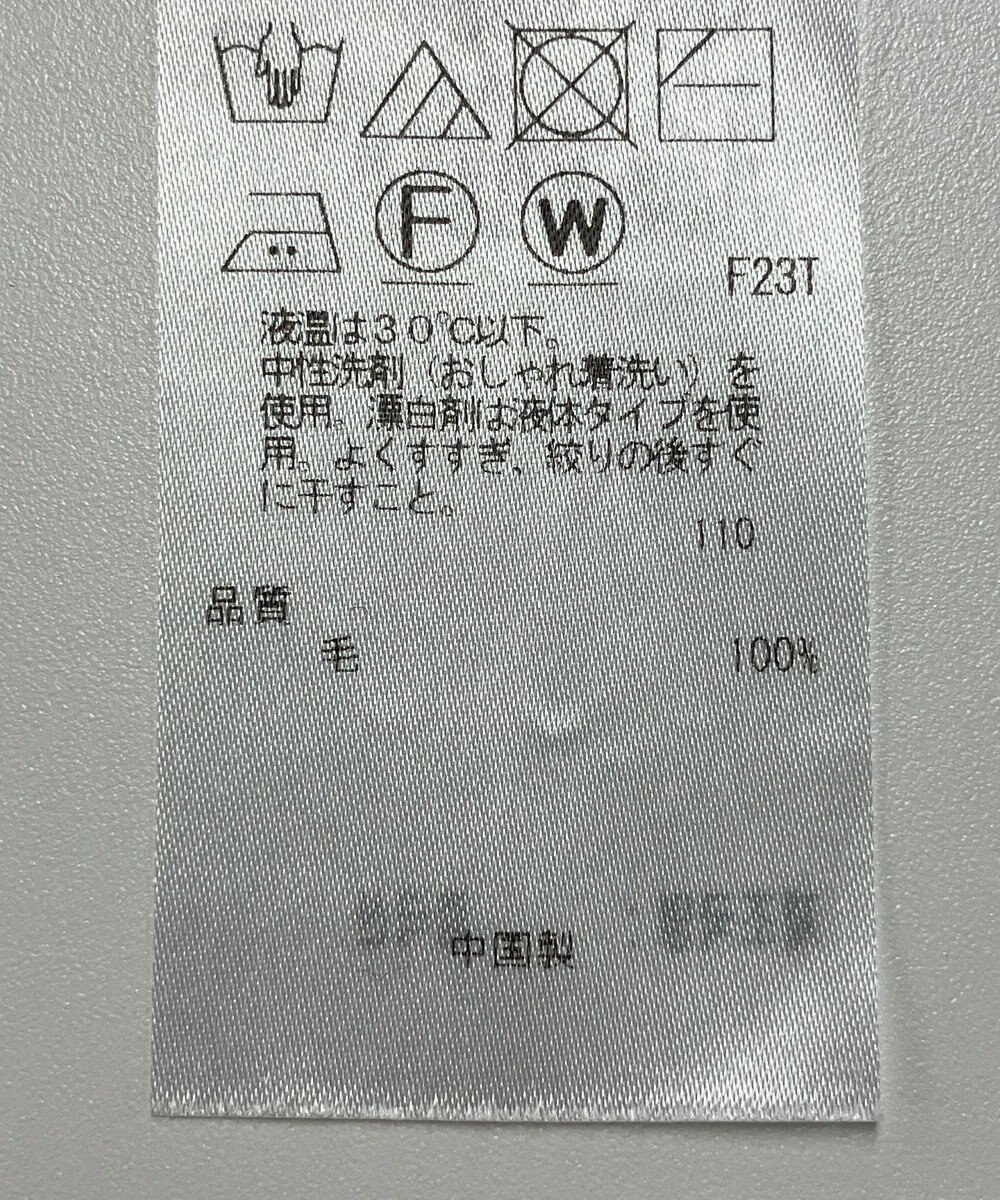 F W
F23T
液温は30℃以下。
中性洗剤（おしゃれ着洗い）を
使用。漂白剤は液体タイプを使
用。よくすすぎ、絞りの後すぐ
に干すこと。
110
品質
毛 100%
中国製